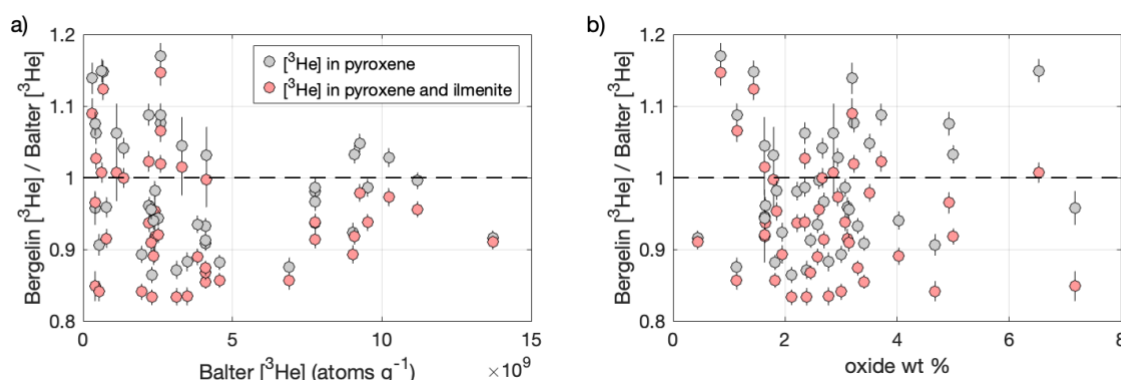 a)
1.2
1.1
1
0.9
0.8
Bergelin [³He] / Balter [³He]
[³He] in pyroxene
[³He] in pyroxene and ilmenite
0
5
10
15
Balter [³He] (atoms g⁻¹)
×10⁹
b)
1.2
1.1
1
0.9
0.8
Bergelin [³He] / Balter [³He]
0
2
4
6
8
oxide wt %